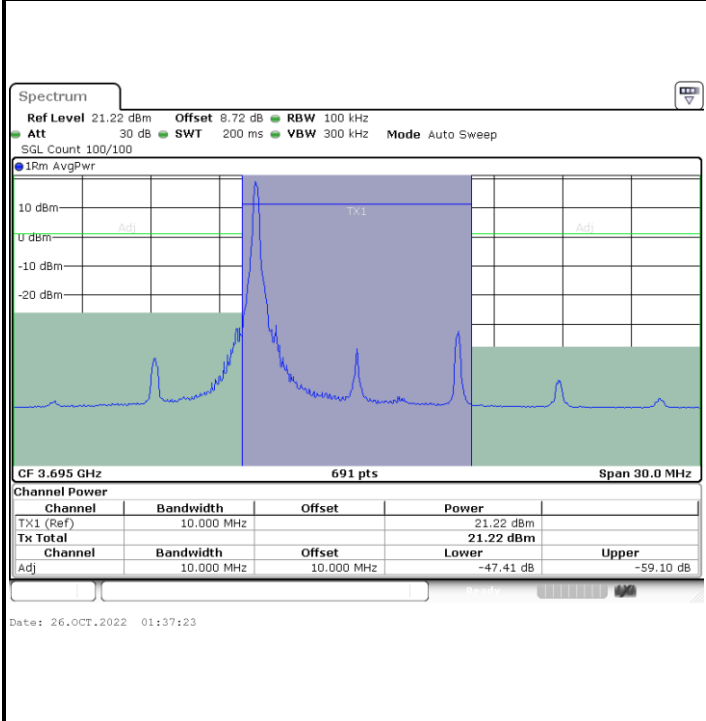 Spectrum
Ref Level 21.22 dBm Offset 8.72 dB RBW 100 kHz
Att 30 dB SWT 200 ms VBW 300 kHz Mode Auto Sweep
SGL Count 100/100
1Rm AvgPwr
10 dBm
TX1
Adj
Adj
0 dBm
-10 dBm
-20 dBm
CF 3.695 GHz 691 pts Span 30.0 MHz
Channel Power
Channel Bandwidth Offset Power
TX1 (Ref) 10.000 MHz 21.22 dBm
Tx Total 21.22 dBm
Channel Bandwidth Offset Lower Upper
Adj 10.000 MHz 10.000 MHz -47.41 dB -59.10 dB
Ready
Date: 26.OCT.2022 01:37:23